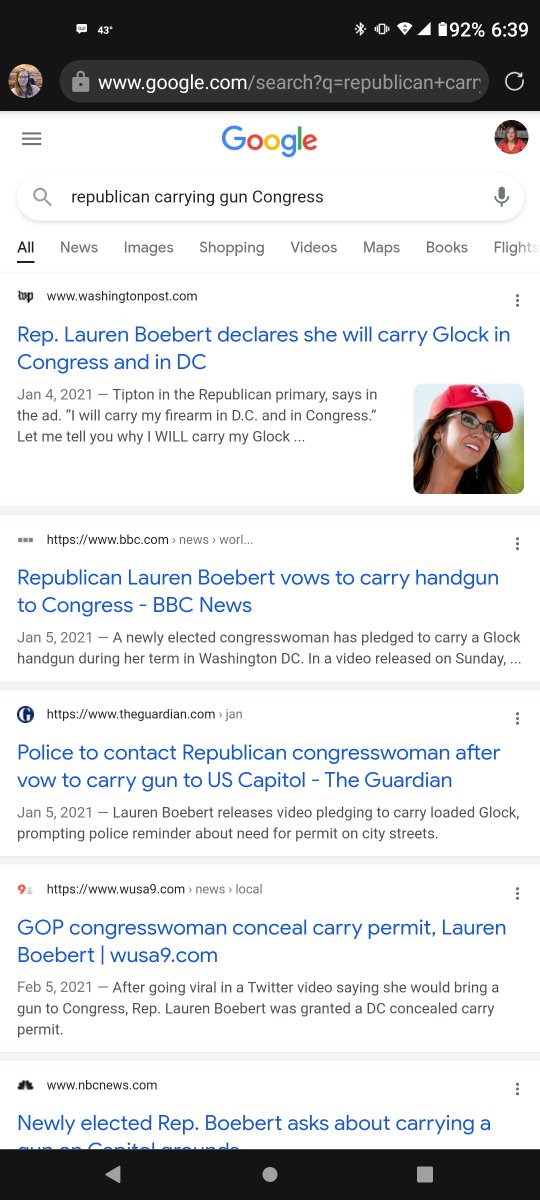 43°
92% 6:39
www.google.com/search?q=republican+carr
Google
republican carrying gun Congress
All News Images Shopping Videos Maps Books Flights
wp www.washingtonpost.com
Rep. Lauren Boebert declares she will carry Glock in
Congress and in DC
Jan 4, 2021 — Tipton in the Republican primary, says in
the ad. “I will carry my firearm in D.C. and in Congress.”
Let me tell you why I WILL carry my Glock ...
https://www.bbc.com › news › worl...
Republican Lauren Boebert vows to carry handgun
to Congress - BBC News
Jan 5, 2021 — A newly elected congresswoman has pledged to carry a Glock
handgun during her term in Washington DC. In a video released on Sunday, ...
https://www.theguardian.com › jan
Police to contact Republican congresswoman after
vow to carry gun to US Capitol - The Guardian
Jan 5, 2021 — Lauren Boebert releases video pledging to carry loaded Glock,
prompting police reminder about need for permit on city streets.
https://www.wusa9.com › news › local
GOP congresswoman conceal carry permit, Lauren
Boebert | wusa9.com
Feb 5, 2021 — After going viral in a Twitter video saying she would bring a
gun to Congress, Rep. Lauren Boebert was granted a DC concealed carry
permit.
www.nbcnews.com
Newly elected Rep. Boebert asks about carrying a
gun on Capitol grounds